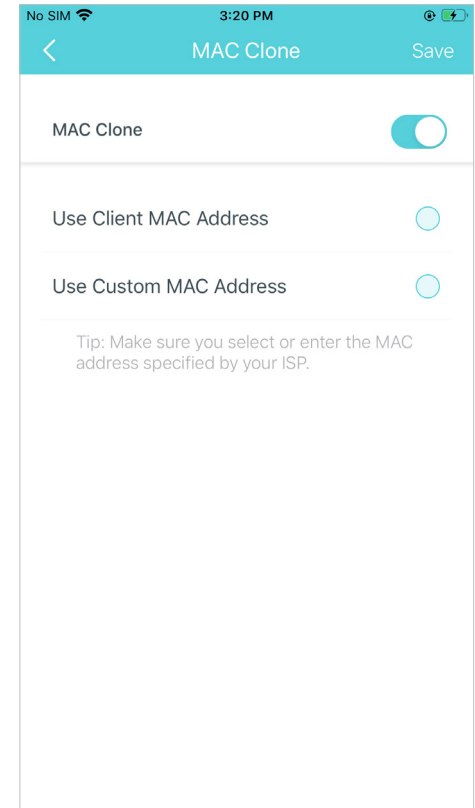 No SIM 3:20 PM
MAC Clone Save
MAC Clone
Use Client MAC Address
Use Custom MAC Address
Tip: Make sure you select or enter the MAC
address specified by your ISP.